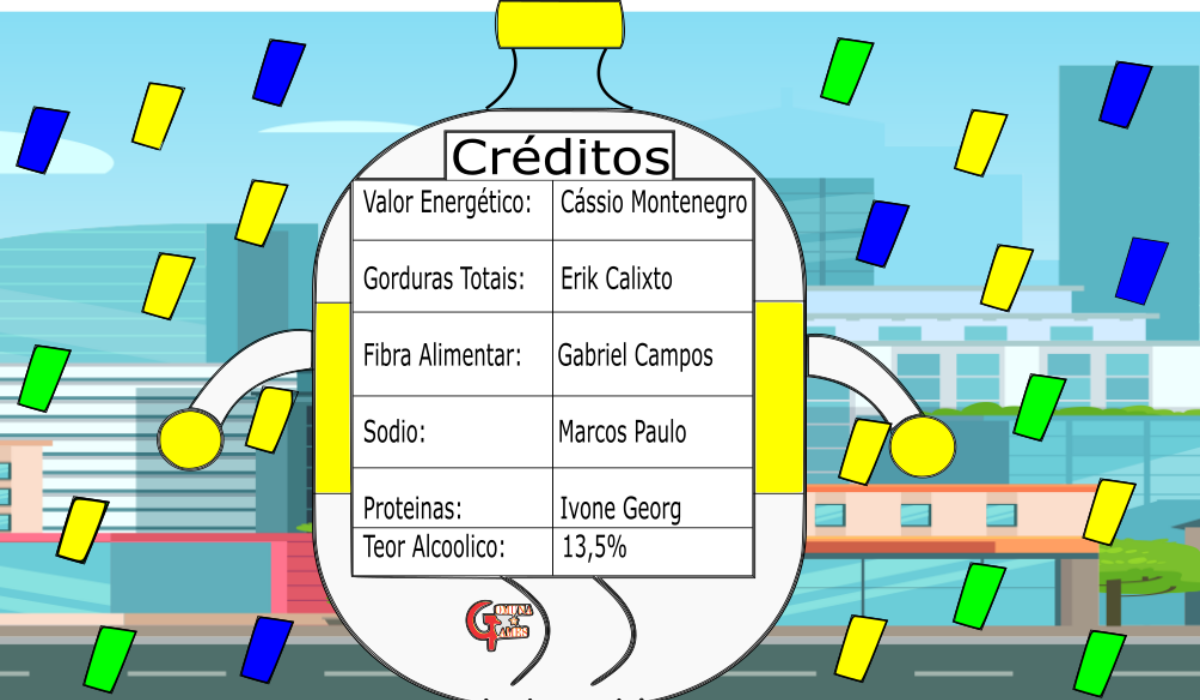 Créditos
Valor Energético: Cássio Montenegro
Gorduras Totais: Erik Calixto
Fibra Alimentar: Gabriel Campos
Sodio: Marcos Paulo
Proteinas: Ivone Georg
Teor Alcoolico: 13,5%